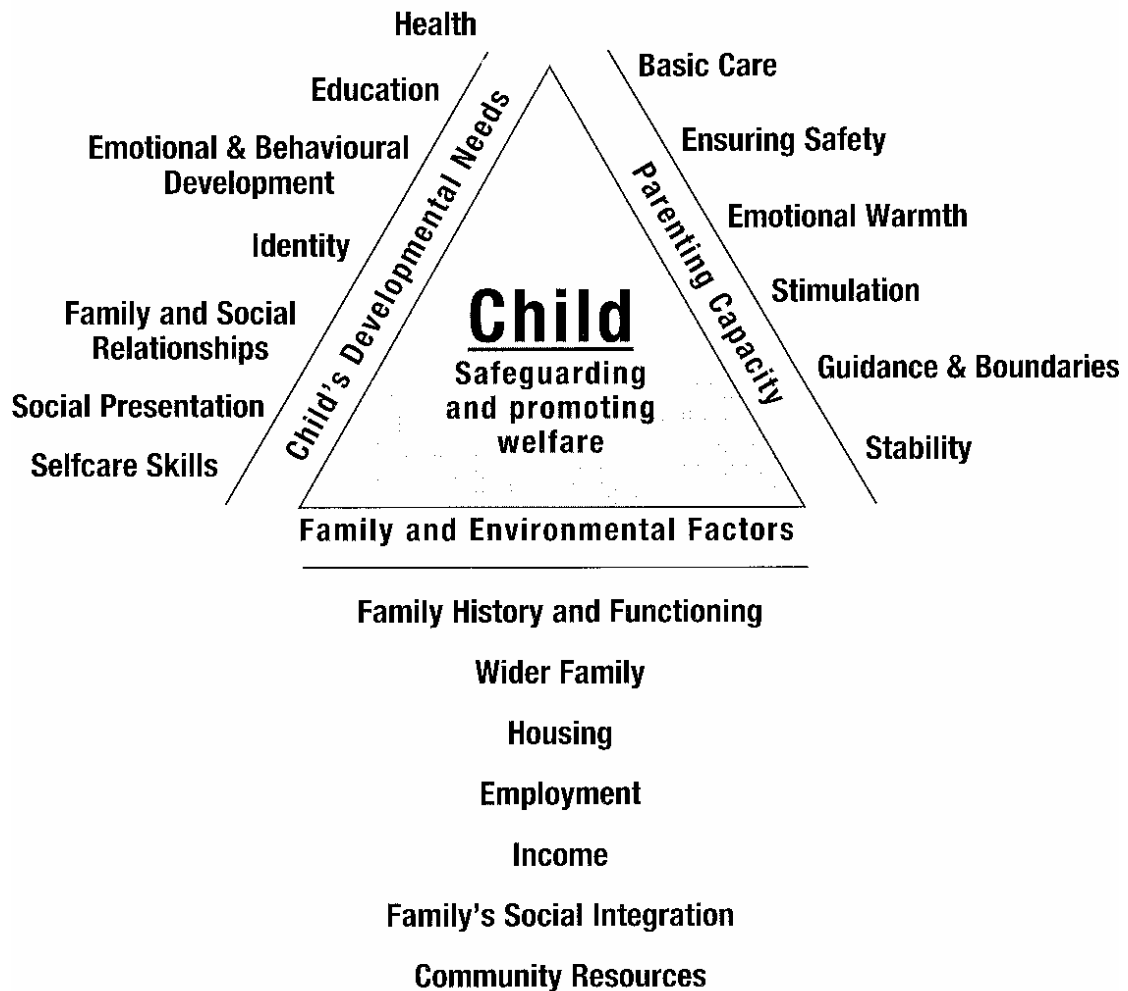 Health
Education
Emotional & Behavioural
Development
Identity
Family and Social
Relationships
Social Presentation
Selfcare Skills
Child's Developmental Needs
Basic Care
Ensuring Safety
Emotional Warmth
Stimulation
Guidance & Boundaries
Stability
Parenting Capacity
Child
Safeguarding
and promoting
welfare
Family and Environmental Factors
Family History and Functioning
Wider Family
Housing
Employment
Income
Family's Social Integration
Community Resources